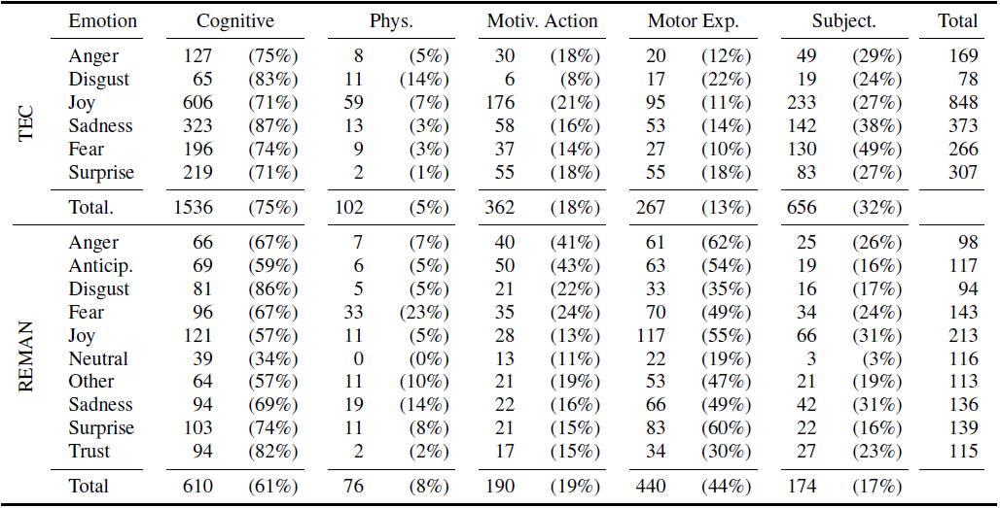 Emotion Cognitive Phys. Motiv. Action Motor Exp. Subject. Total
TEC
Anger 127 (75%) 8 (5%) 30 (18%) 20 (12%) 49 (29%) 169
Disgust 65 (83%) 11 (14%) 6 (8%) 17 (22%) 19 (24%) 78
Joy 606 (71%) 59 (7%) 176 (21%) 95 (11%) 233 (27%) 848
Sadness 323 (87%) 13 (3%) 58 (16%) 53 (14%) 142 (38%) 373
Fear 196 (74%) 9 (3%) 37 (14%) 27 (10%) 130 (49%) 266
Surprise 219 (71%) 2 (1%) 55 (18%) 55 (18%) 83 (27%) 307
Total. 1536 (75%) 102 (5%) 362 (18%) 267 (13%) 656 (32%)
REMAN
Anger 66 (67%) 7 (7%) 40 (41%) 61 (62%) 25 (26%) 98
Anticip. 69 (59%) 6 (5%) 50 (43%) 63 (54%) 19 (16%) 117
Disgust 81 (86%) 5 (5%) 21 (22%) 33 (35%) 16 (17%) 94
Fear 96 (67%) 33 (23%) 35 (24%) 70 (49%) 34 (24%) 143
Joy 121 (57%) 11 (5%) 28 (13%) 117 (55%) 66 (31%) 213
Neutral 39 (34%) 0 (0%) 13 (11%) 22 (19%) 3 (3%) 116
Other 64 (57%) 11 (10%) 21 (19%) 53 (47%) 21 (19%) 113
Sadness 94 (69%) 19 (14%) 22 (16%) 66 (49%) 42 (31%) 136
Surprise 103 (74%) 11 (8%) 21 (15%) 83 (60%) 22 (16%) 139
Trust 94 (82%) 2 (2%) 17 (15%) 34 (30%) 27 (23%) 115
Total 610 (61%) 76 (8%) 190 (19%) 440 (44%) 174 (17%)